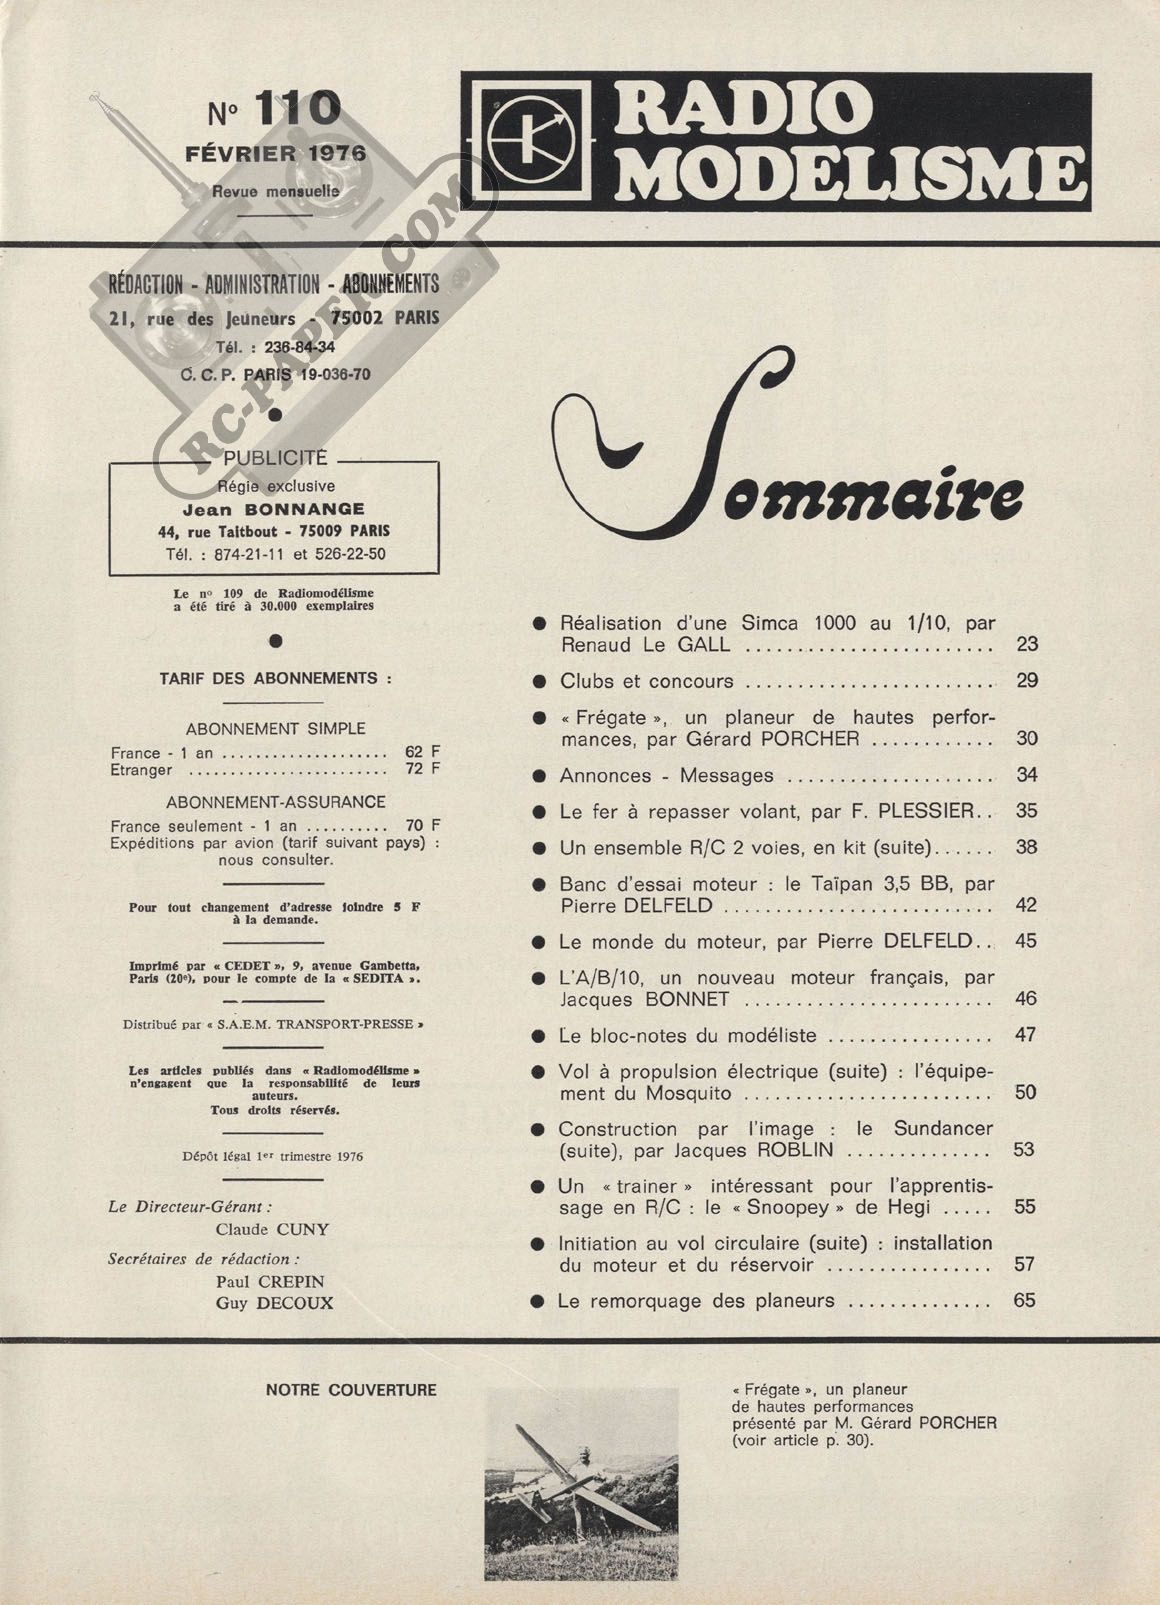 N° 110
FÉVRIER 1976
Revue mensuelle
RADIO
MODELISME
RÉDACTION - ADMINISTRATION - ABONNEMENTS
21, rue des Jeûneurs - 75002 PARIS
Tél. : 236-84-34
C.C.P. PARIS 19-036-70
RC-PAPER.COM
PUBLICITÉ
Régie exclusive
Jean BONNANGE
44, rue Taitbout - 75009 PARIS
Tél. : 874-21-11 et 526-22-50
Le n° 109 de Radiomodélisme
a été tiré à 30.000 exemplaires
TARIF DES ABONNEMENTS :
ABONNEMENT SIMPLE
France - 1 an ................... 62 F
Etranger ....................... 72 F
ABONNEMENT-ASSURANCE
France seulement - 1 an .......... 70 F
Expéditions par avion (tarif suivant pays) :
nous consulter.
Pour tout changement d'adresse joindre 5 F
à la demande.
Imprimé par « CEDET », 9, avenue Gambetta,
Paris (20e), pour le compte de la « SEDITA ».
Distribué par « S.A.E.M. TRANSPORT-PRESSE »
Les articles publiés dans « Radiomodélisme »
n'engagent que la responsabilité de leurs
auteurs.
Tous droits réservés.
Dépôt légal 1er trimestre 1976
Le Directeur-Gérant :
Claude CUNY
Secrétaires de rédaction :
Paul CREPIN
Guy DECOUX
Sommaire
● Réalisation d'une Simca 1000 au 1/10, par
Renaud Le GALL ........................ 23
● Clubs et concours ........................ 29
● « Frégate », un planeur de hautes perfor-
mances, par Gérard PORCHER ............ 30
● Annonces - Messages .................... 34
● Le fer à repasser volant, par F. PLESSIER.. 35
● Un ensemble R/C 2 voies, en kit (suite)...... 38
● Banc d'essai moteur : le Taïpan 3,5 BB, par
Pierre DELFELD .......................... 42
● Le monde du moteur, par Pierre DELFELD.. 45
● L'A/B/10, un nouveau moteur français, par
Jacques BONNET ........................ 46
● Le bloc-notes du modéliste ................ 47
● Vol à propulsion électrique (suite) : l'équipe-
ment du Mosquito ........................ 50
● Construction par l'image : le Sundancer
(suite), par Jacques ROBLIN .............. 53
● Un « trainer » intéressant pour l'apprentis-
sage en R/C : le « Snoopey » de Hegi ..... 55
● Initiation au vol circulaire (suite) : installation
du moteur et du réservoir ................ 57
● Le remorquage des planeurs .............. 65
NOTRE COUVERTURE
« Frégate », un planeur
de hautes performances
présenté par M. Gérard PORCHER
(voir article p. 30).